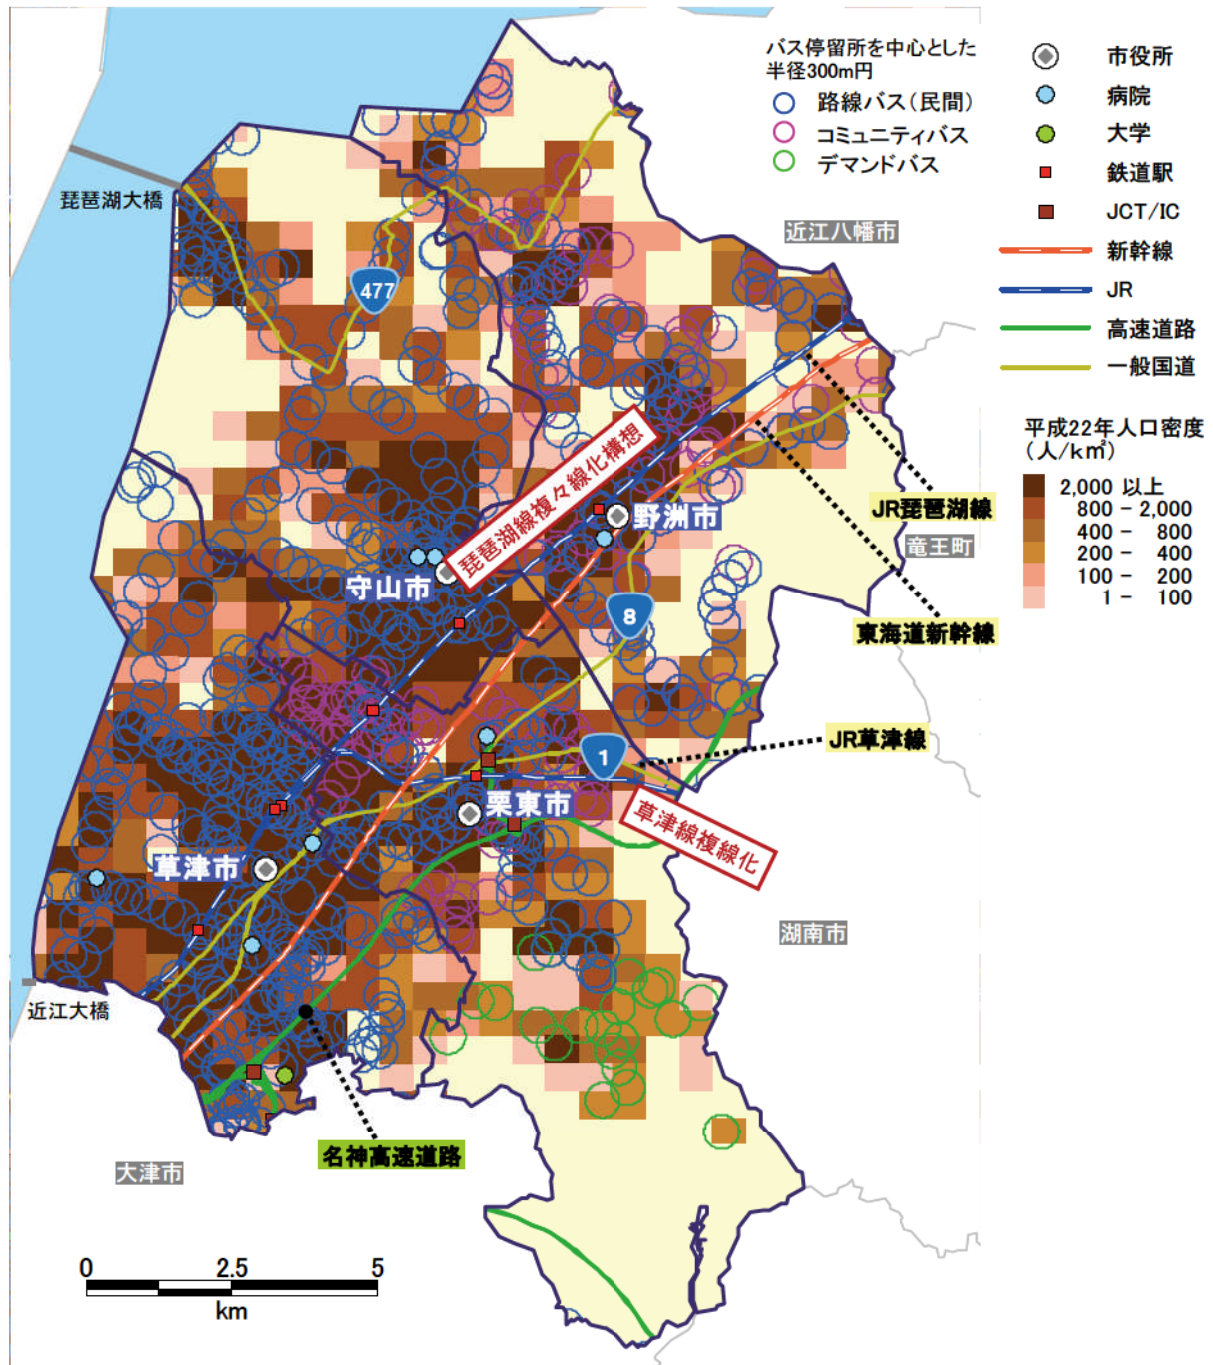 バス停留所を中心とした
半径300m円
路線バス(民間)
コミュニティバス
デマンドバス
市役所
病院
大学
鉄道駅
JCT/IC
新幹線
JR
高速道路
一般国道
平成22年人口密度
(人/k㎡)
2,000 以上
800 - 2,000
400 - 800
200 - 400
100 - 200
1 - 100
琵琶湖大橋
近江八幡市
477
琵琶湖線複々線化構想
野洲市
JR琵琶湖線
竜王町
守山市
8
東海道新幹線
JR草津線
1
栗東市
草津線複線化
草津市
湖南市
近江大橋
名神高速道路
大津市
0 2.5 5
km